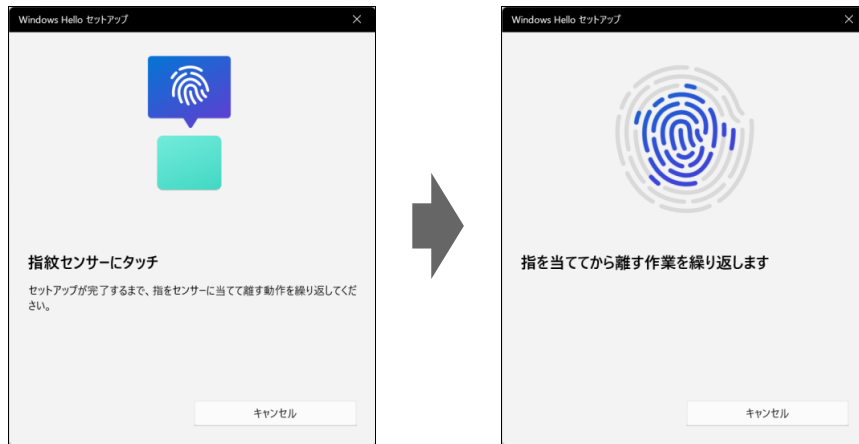 Windows Hello セットアップ
指紋センサーにタッチ
セットアップが完了するまで、指をセンサーに当てて離す動作を繰り返してくだ
さい。
キャンセル
Windows Hello セットアップ
指を当ててから離す作業を繰り返します
キャンセル